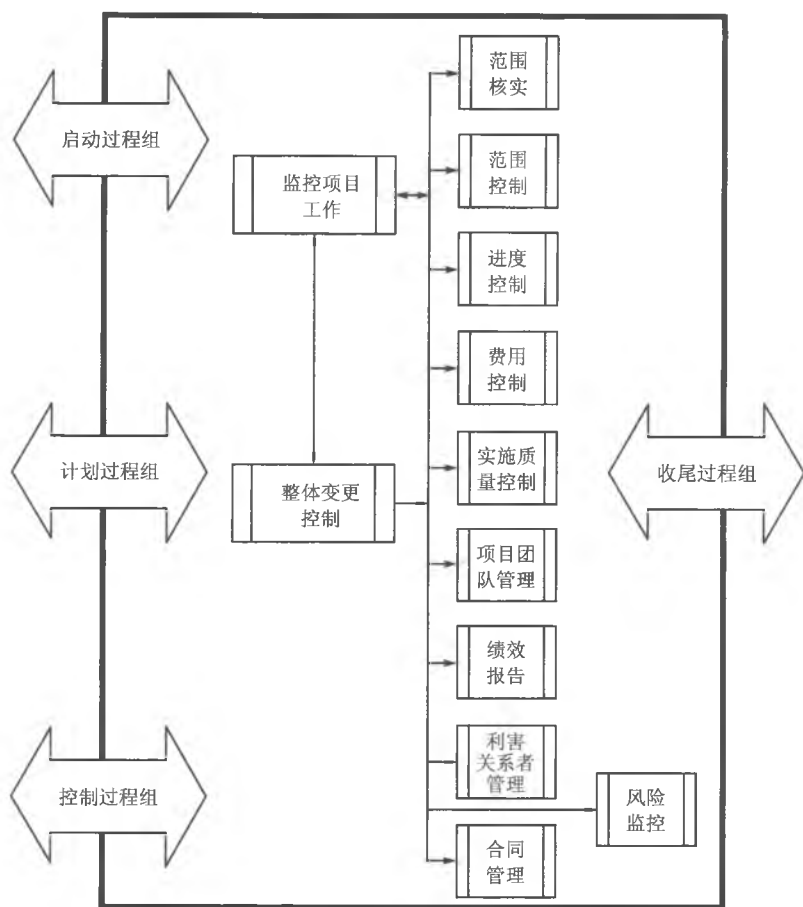 范围
核实
启动过程组
范围
控制
监控项目
工作
进度
控制
费用
控制
计划过程组
整体变更
控制
实施质
量控制
收尾过程组
项目团
队管理
绩效
报告
利害
关系者
管理
控制过程组
风险
监控
合同
管理